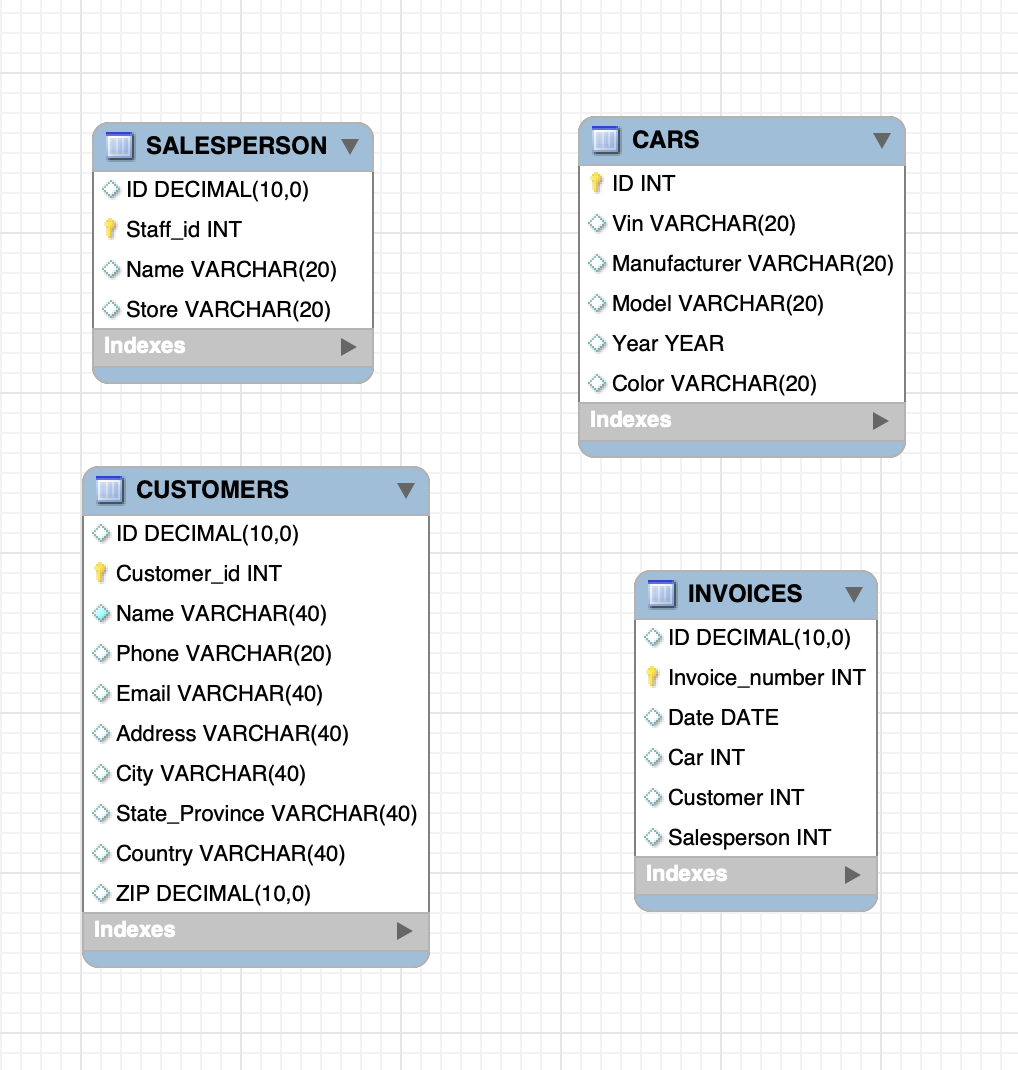 SALESPERSON
ID DECIMAL(10,0)
Staff_id INT
Name VARCHAR(20)
Store VARCHAR(20)
Indexes
CARS
ID INT
Vin VARCHAR(20)
Manufacturer VARCHAR(20)
Model VARCHAR(20)
Year YEAR
Color VARCHAR(20)
Indexes
CUSTOMERS
ID DECIMAL(10,0)
Customer_id INT
Name VARCHAR(40)
Phone VARCHAR(20)
Email VARCHAR(40)
Address VARCHAR(40)
City VARCHAR(40)
State_Province VARCHAR(40)
Country VARCHAR(40)
ZIP DECIMAL(10,0)
Indexes
INVOICES
ID DECIMAL(10,0)
Invoice_number INT
Date DATE
Car INT
Customer INT
Salesperson INT
Indexes